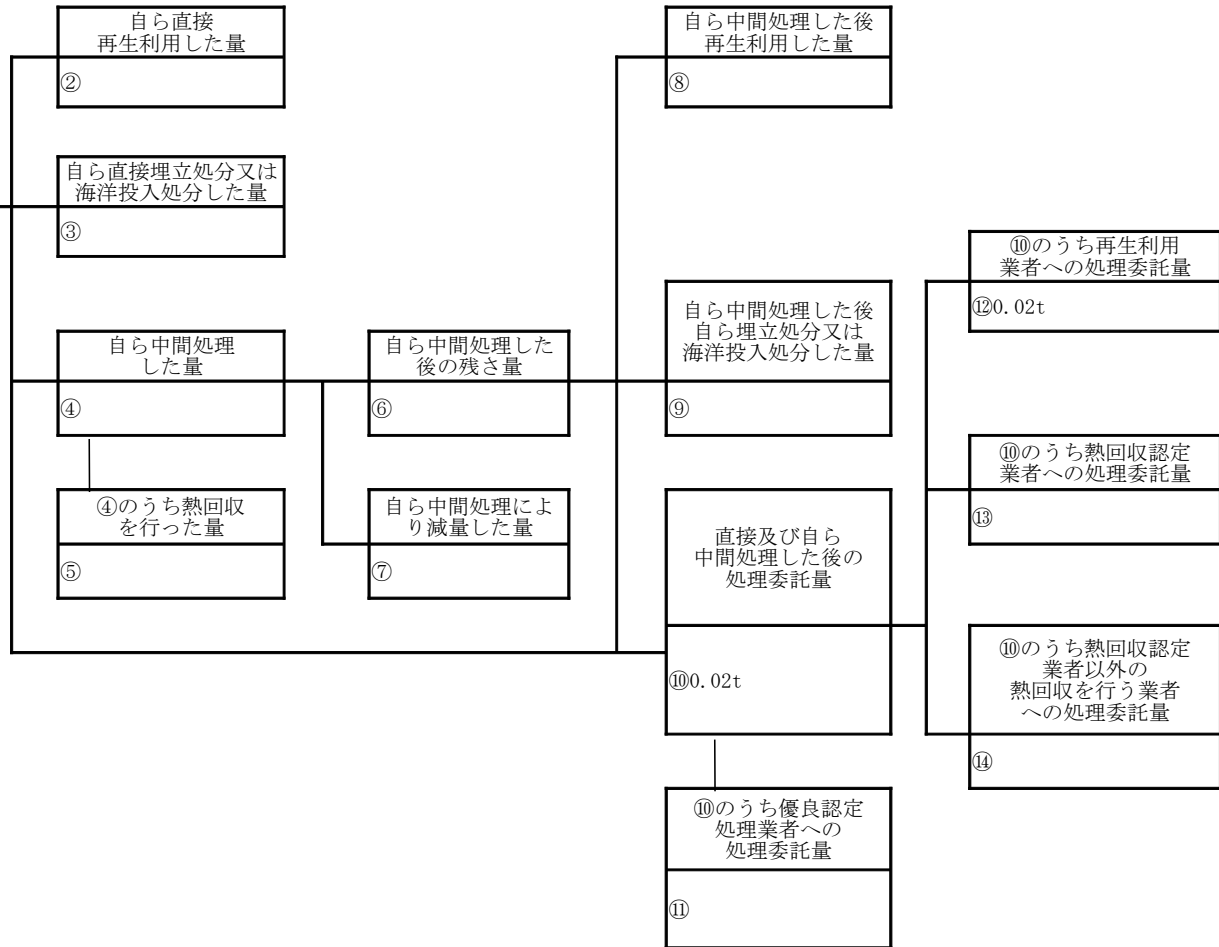 自ら直接
再生利用した量
②
自ら中間処理した後
再生利用した量
⑧
自ら直接埋立処分又は
海洋投入処分した量
③
⑩のうち再生利用
業者への処理委託量
⑫0.02t
自ら中間処理
した量
④
自ら中間処理した
後の残さ量
⑥
自ら中間処理した後
自ら埋立処分又は
海洋投入処分した量
⑨
⑩のうち熱回収認定
業者への処理委託量
⑬
④のうち熱回収
を行った量
⑤
自ら中間処理によ
り減量した量
⑦
直接及び自ら
中間処理した後の
処理委託量
⑩0.02t
⑩のうち熱回収認定
業者以外の
熱回収を行う業者
への処理委託量
⑭
⑩のうち優良認定
処理業者への
処理委託量
⑪